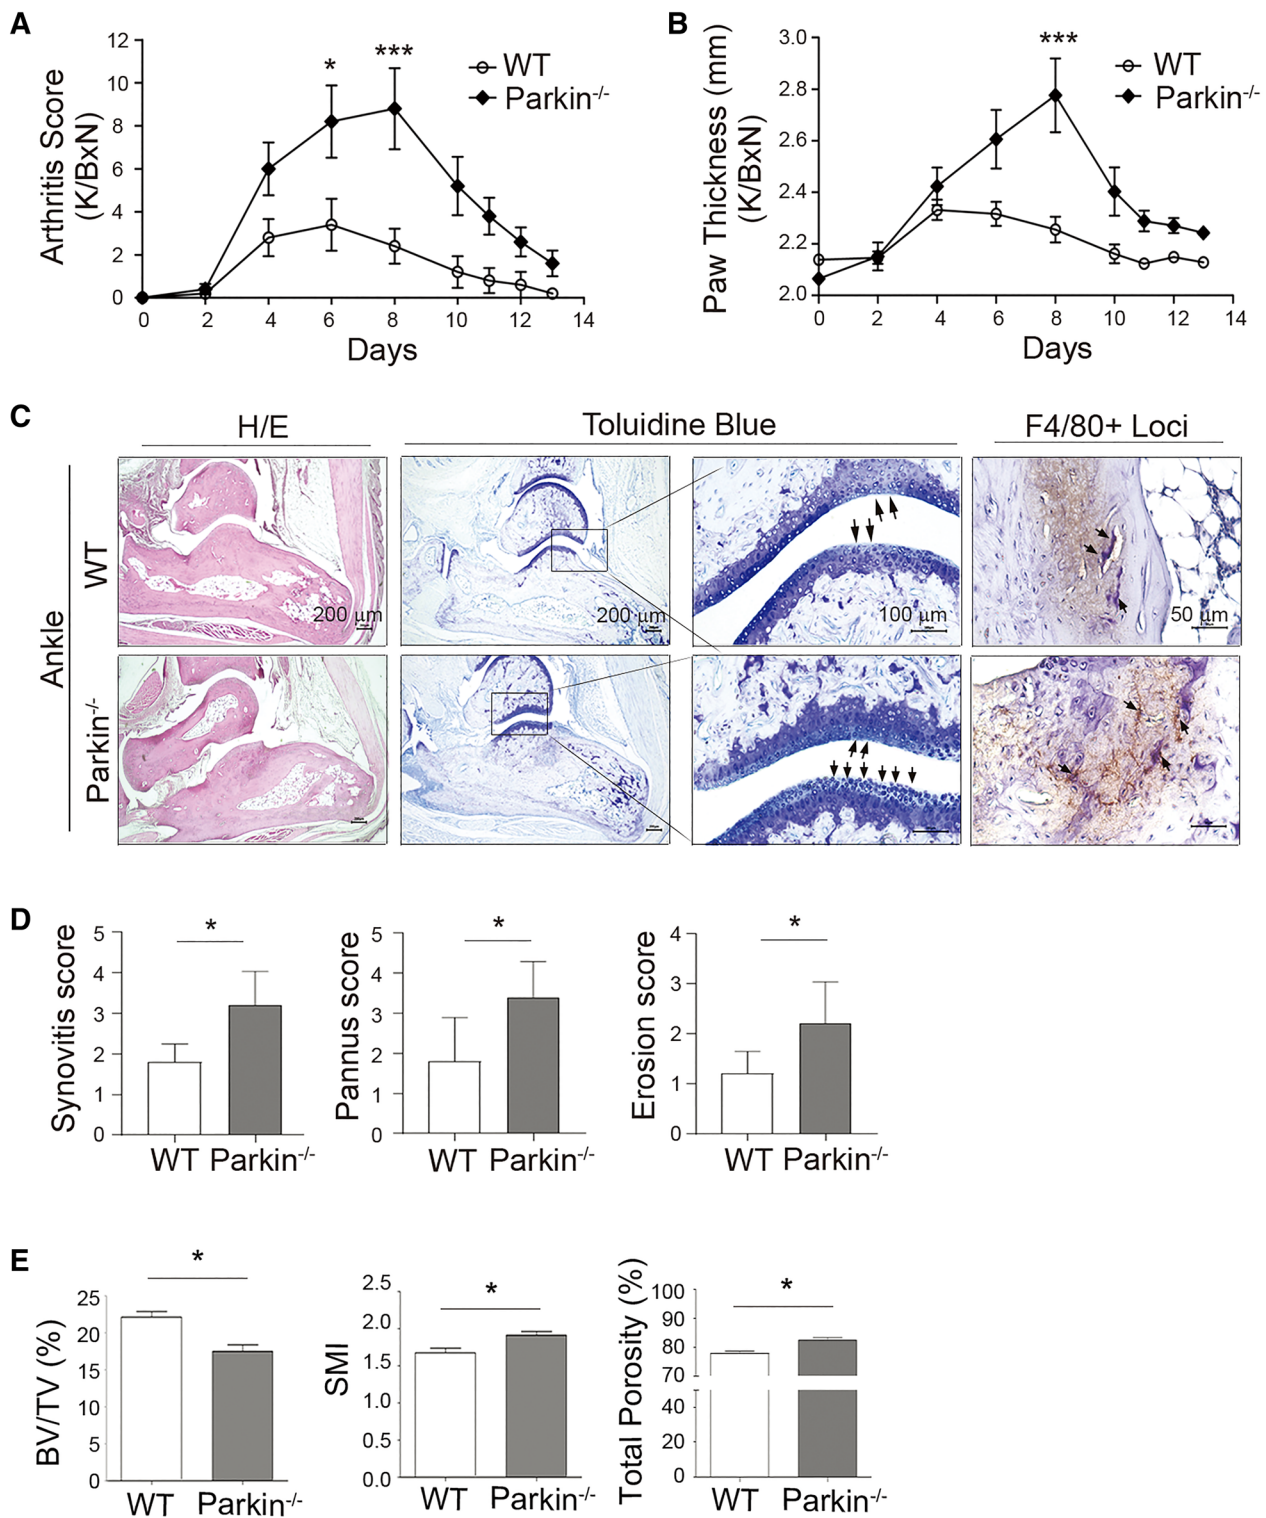 A
12
10
8
6
4
2
0
Arthritis Score
(K/BxN)
*
***
WT
Parkin-/-
0 2 4 6 8 10 12 14
Days
B
3.0
2.8
2.6
2.4
2.2
2.0
Paw Thickness (mm)
(K/BxN)
***
WT
Parkin-/-
0 2 4 6 8 10 12 14
Days
C
H/E
Toluidine Blue
F4/80+ Loci
Ankle
WT
200 µm
200 µm
100 µm
50 µm
Parkin-/-
D
Synovitis score
5
4
3
2
1
0
*
WT Parkin-/-
Pannus score
5
4
3
2
1
0
*
WT Parkin-/-
Erosion score
4
3
2
1
0
*
WT Parkin-/-
E
BV/TV (%)
25
20
15
10
5
0
*
WT Parkin-/-
SMI
2.5
2.0
1.5
1.0
0.5
0.0
*
WT Parkin-/-
Total Porosity (%)
100
90
80
70
40
20
0
*
WT Parkin-/-